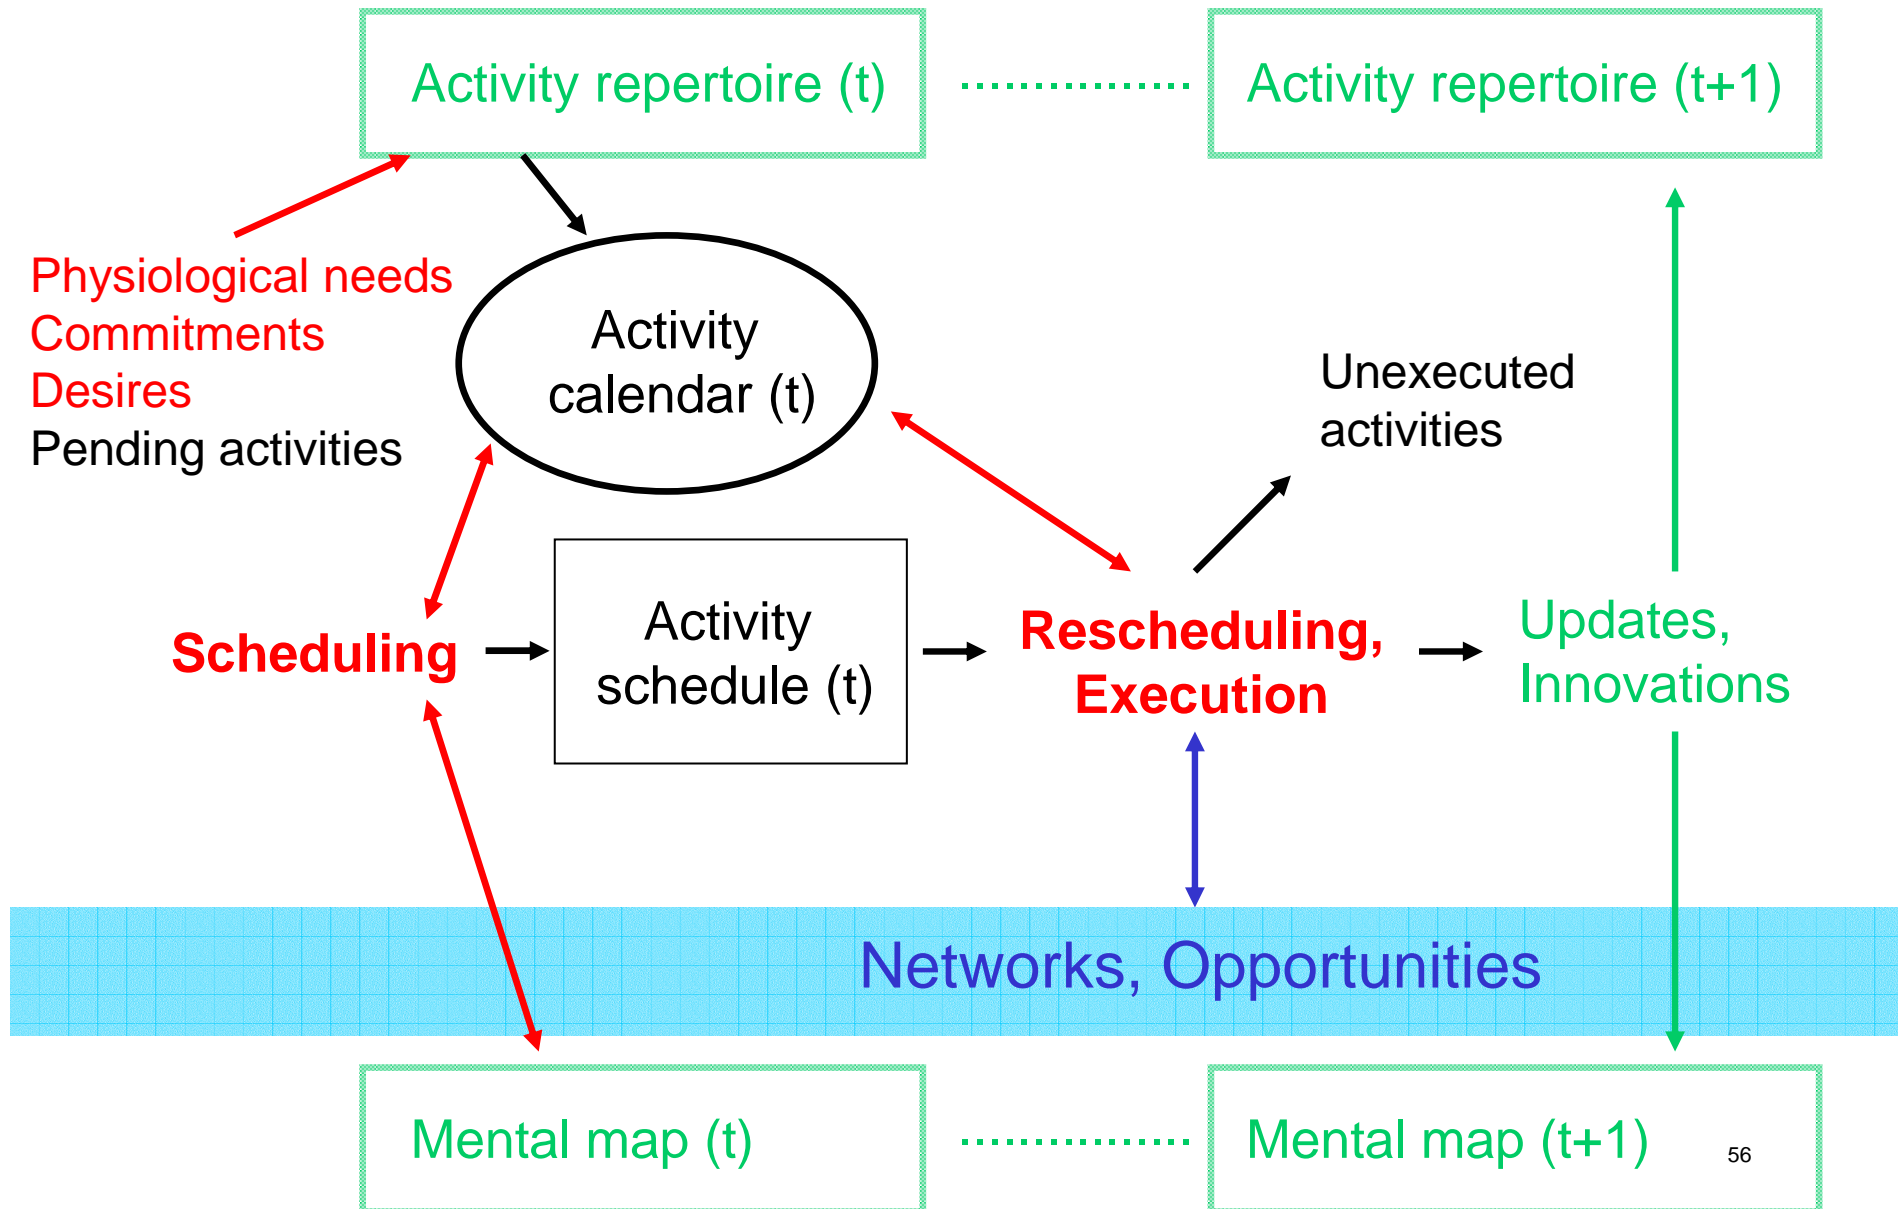 Activity repertoire (t)
Activity repertoire (t+1)
Physiological needs
Commitments
Desires
Pending activities
Activity
calendar (t)
Unexecuted
activities
Scheduling
Activity
schedule (t)
Rescheduling,
Execution
Updates,
Innovations
Networks, Opportunities
Mental map (t)
Mental map (t+1)
56